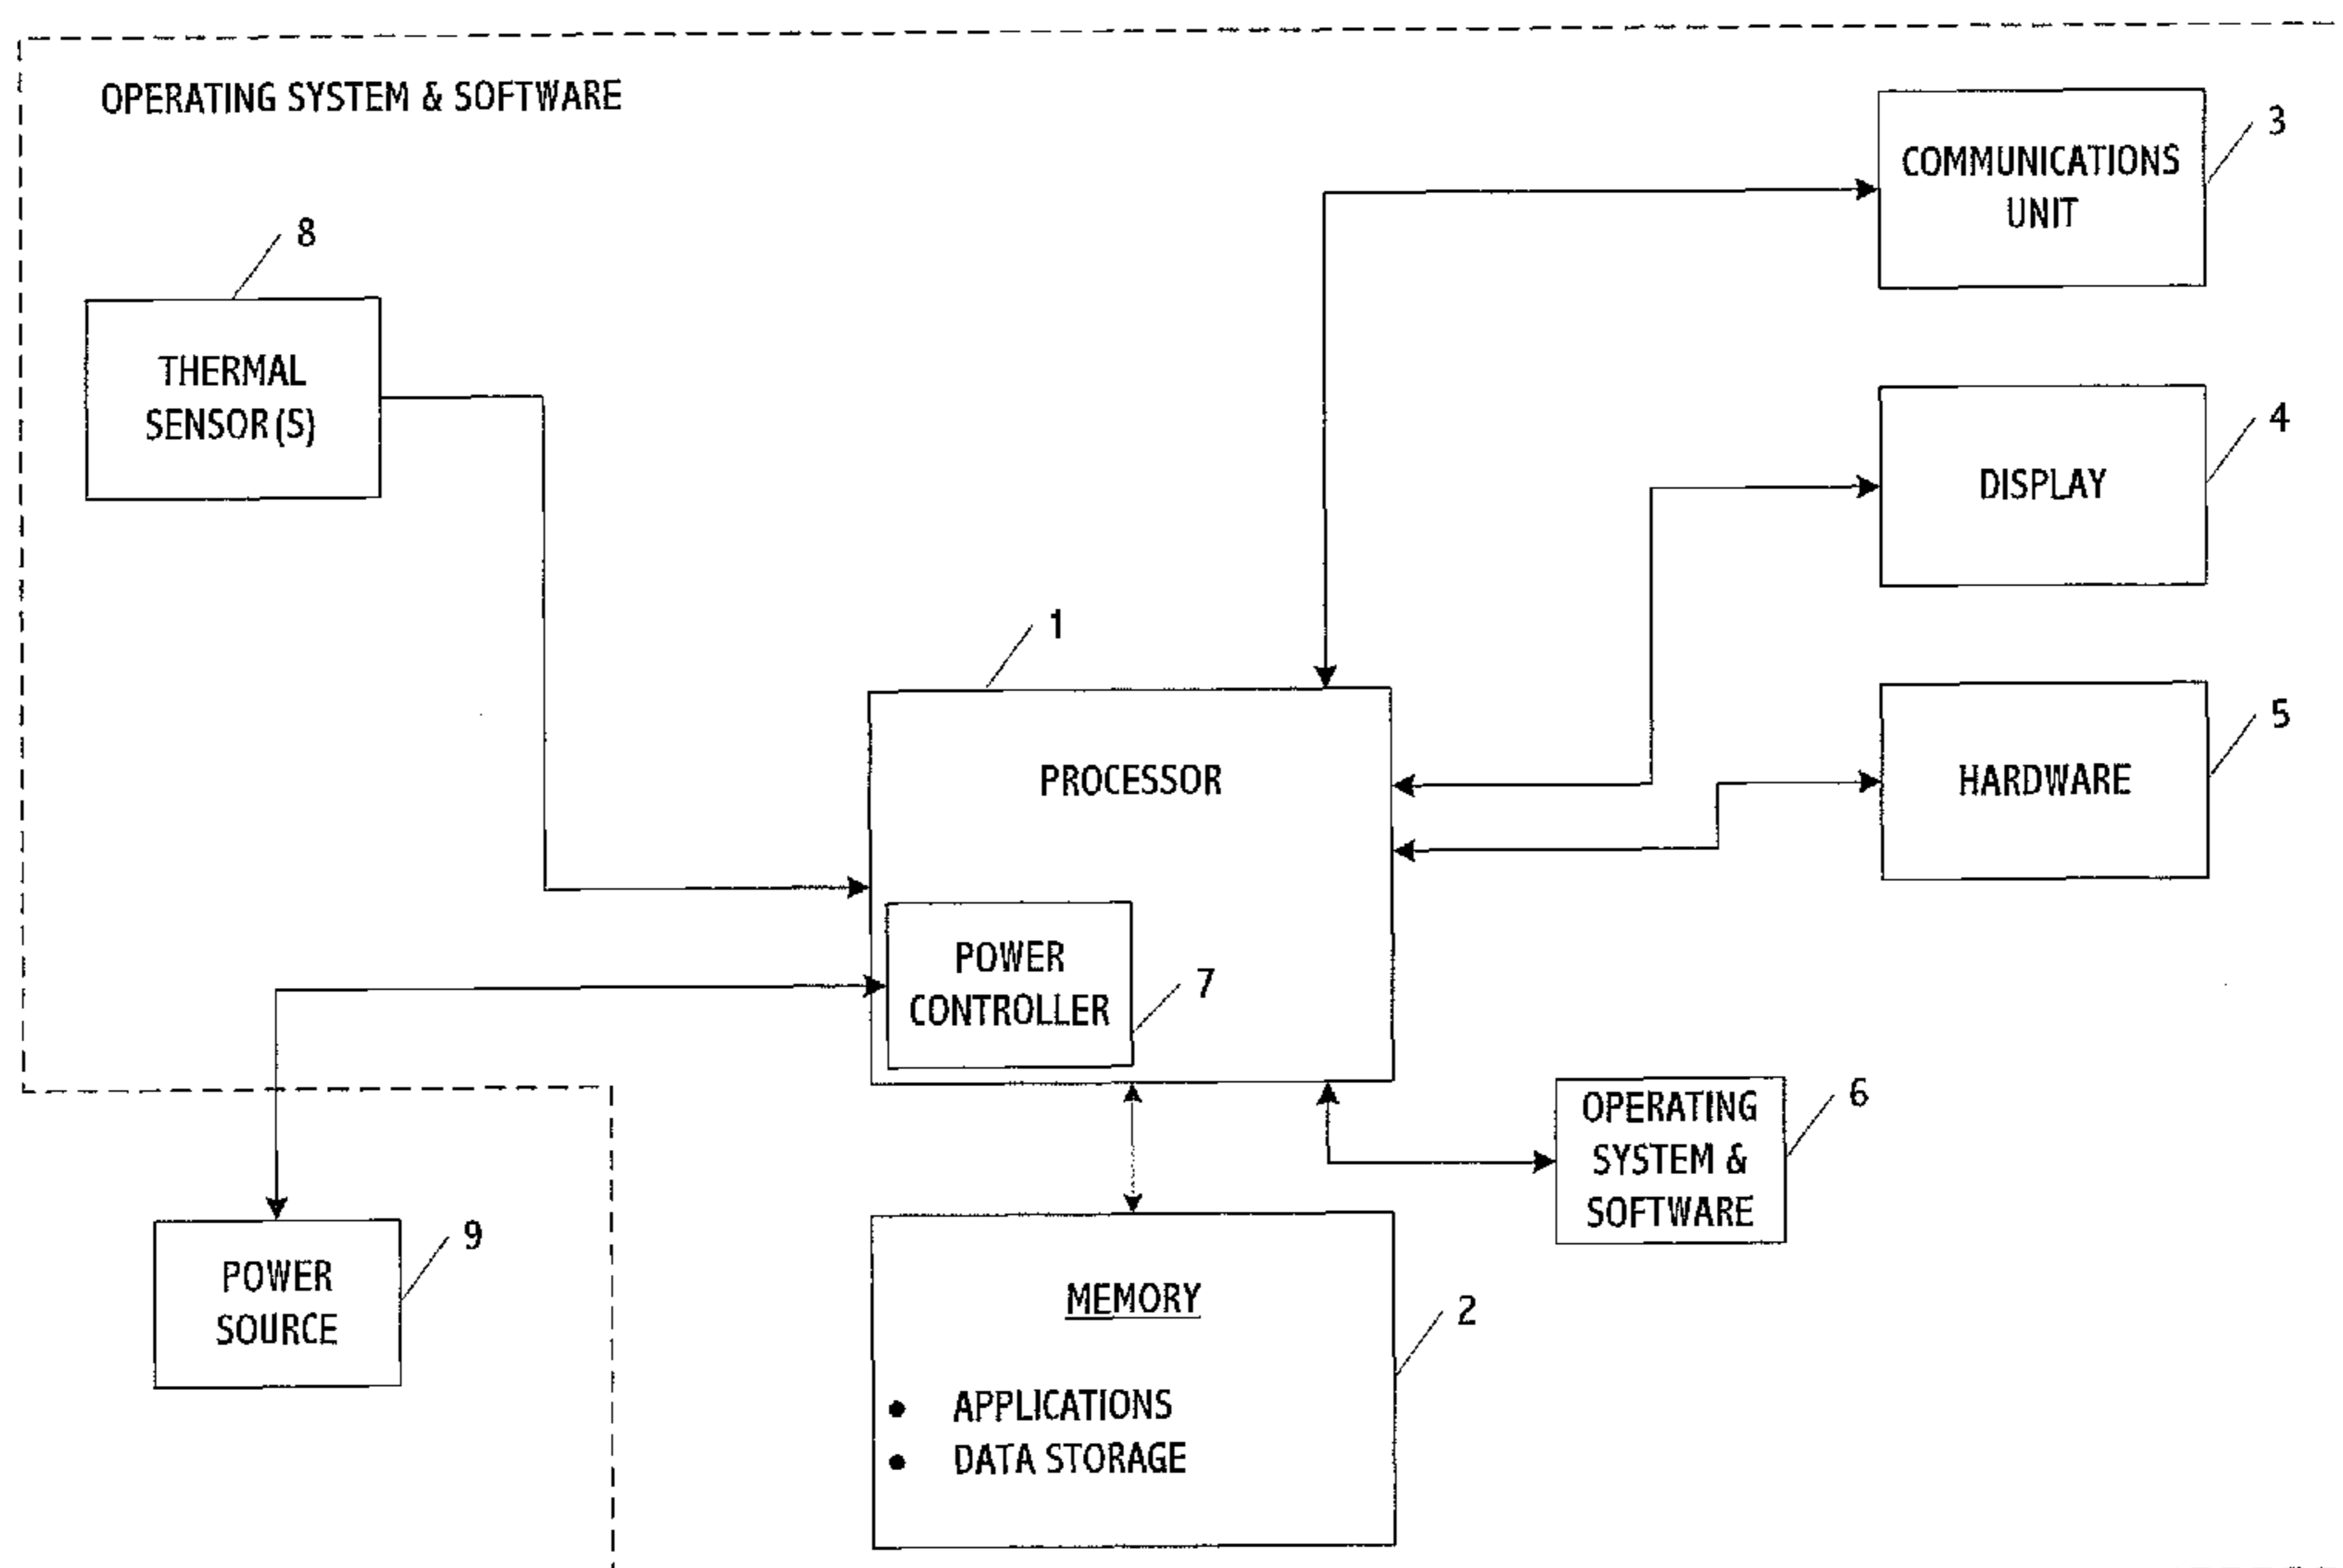 OPERATING SYSTEM & SOFTWARE
3
COMMUNICATIONS
UNIT
8
THERMAL
SENSOR(S)
4
DISPLAY
1
PROCESSOR
5
HARDWARE
POWER
CONTROLLER
7
6
OPERATING
SYSTEM &
SOFTWARE
9
POWER
SOURCE
2
MEMORY
• APPLICATIONS
• DATA STORAGE